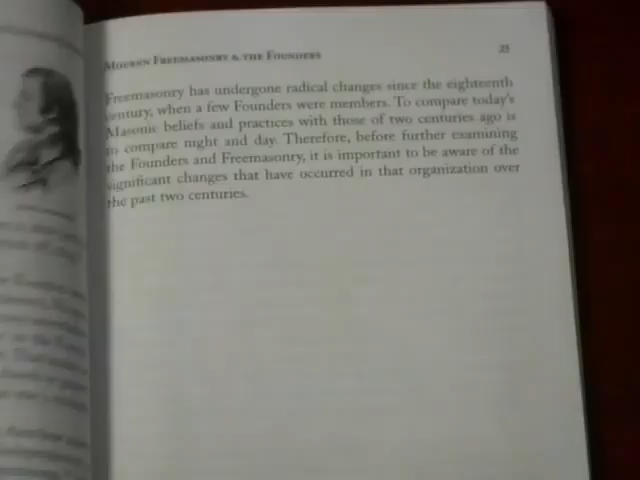 Modern Freemasonry & the Founders 23
Freemasonry has undergone radical changes since the eighteenth
century, when a few Founders were members. To compare today's
Masonic beliefs and practices with those of two centuries ago is
to compare night and day. Therefore, before further examining
the Founders and Freemasonry, it is important to be aware of the
significant changes that have occurred in that organization over
the past two centuries.